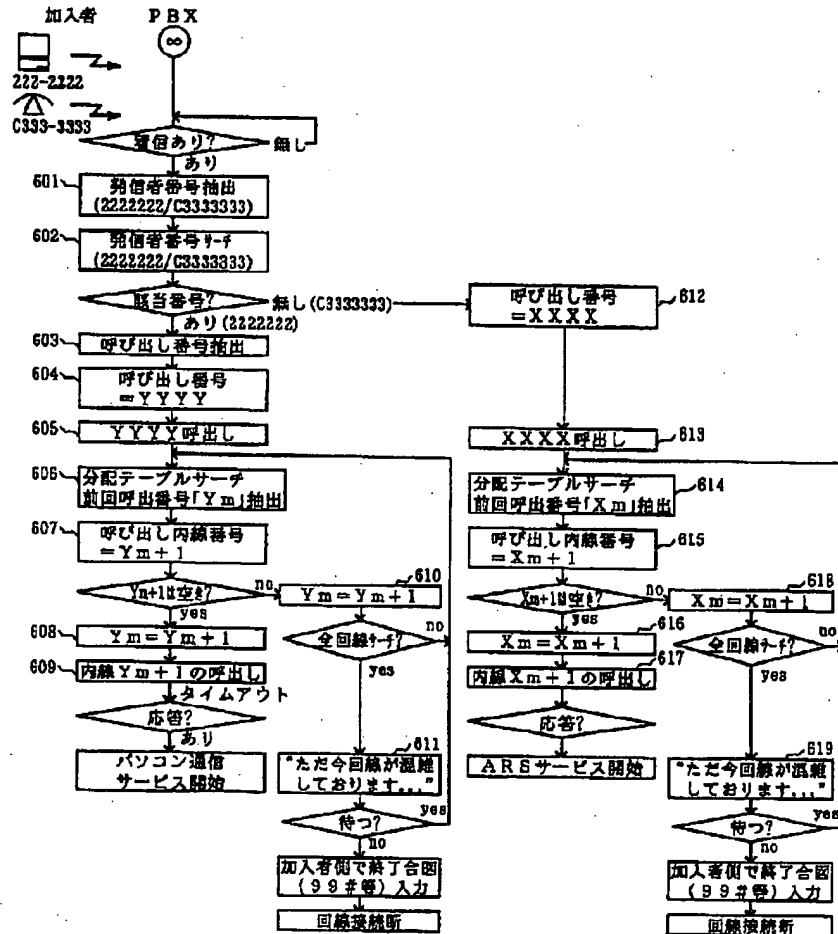 加入者
PBX
∞
222-2222
C333-3333
着信あり?
無し
あり
601
発信者番号抽出
(2222222/C3333333)
602
発信者番号サーチ
(2222222/C3333333)
該当番号?
無し(C3333333)
あり(2222222)
603
呼び出し番号抽出
604
呼び出し番号
=YYYY
605
YYYY呼出し
606
分配テーブルサーチ
前回呼出番号「Ym」抽出
607
呼び出し内線番号
=Ym+1
Ym+1は空き?
no
yes
608
Ym=Ym+1
609
内線Ym+1の呼出し
タイムアウト
応答?
あり
パソコン通信
サービス開始
610
Ym=Ym+1
全回線サーチ?
no
yes
611
"ただ今回線が混雑
しております..."
待つ?
yes
no
加入者側で終了合図
(99#等)入力
回線接続断
612
呼び出し番号
=XXXX
613
XXXX呼出し
614
分配テーブルサーチ
前回呼出番号「Xm」抽出
615
呼び出し内線番号
=Xm+1
Xm+1は空き?
no
yes
616
Xm=Xm+1
617
内線Xm+1の呼出し
応答?
ARSサービス開始
618
Xm=Xm+1
全回線サーチ?
no
yes
619
"ただ今回線が混雑
しております..."
待つ?
yes
no
加入者側で終了合図
(99#等)入力
回線接続断